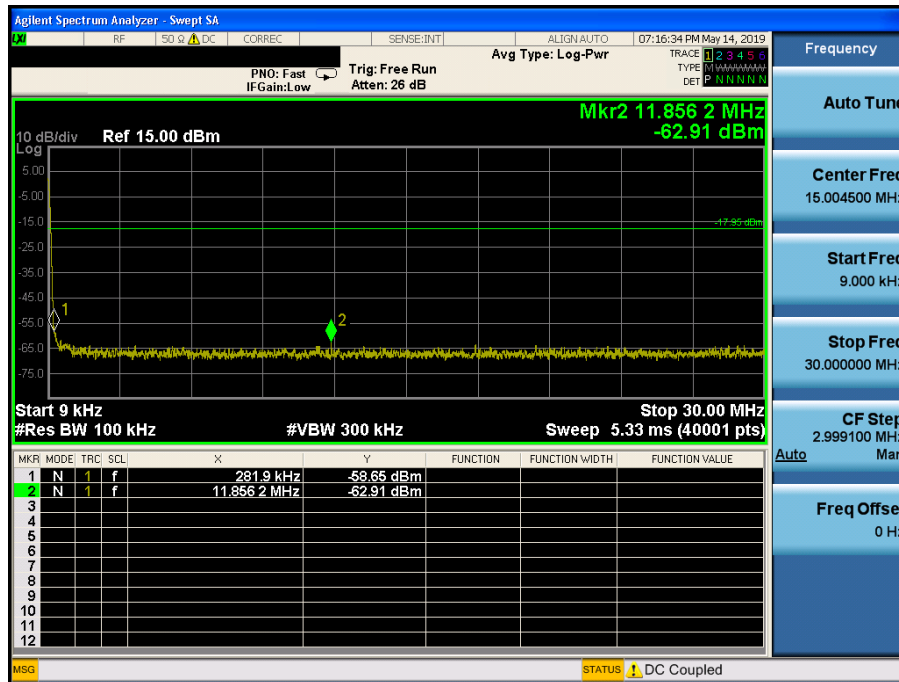 Agilent Spectrum Analyzer - Swept SA
LXI RF 50 Ω DC CORREC SENSE:INT ALIGNAUTO 07:16:34 PM May 14, 2019
Frequency
Avg Type: Log-Pwr
TRACE 1 2 3 4 5 6
PNO: Fast Trig: Free Run
TYPE M WWWWW
IFGain:Low Atten: 26 dB
DET P N N N N N
Auto Tune
Mkr2 11.856 2 MHz
-62.91 dBm
10 dB/div Ref 15.00 dBm
Log
5.00
-5.00
-15.0
-17.95 dBm
-25.0
-35.0
-45.0
-55.0
-65.0
-75.0
1
2
Center Freq
15.004500 MHz
Start Freq
9.000 kHz
Stop Freq
30.000000 MHz
Start 9 kHz Stop 30.00 MHz
#Res BW 100 kHz #VBW 300 kHz Sweep 5.33 ms (40001 pts)
CF Step
2.999100 MHz
Auto Man
MKR MODE TRC SCL X Y FUNCTION FUNCTION WIDTH FUNCTION VALUE
1 N 1 f 281.9 kHz -58.65 dBm
2 N 1 f 11.856 2 MHz -62.91 dBm
3
4
5
6
7
8
9
10
11
12
Freq Offset
0 Hz
MSG STATUS DC Coupled